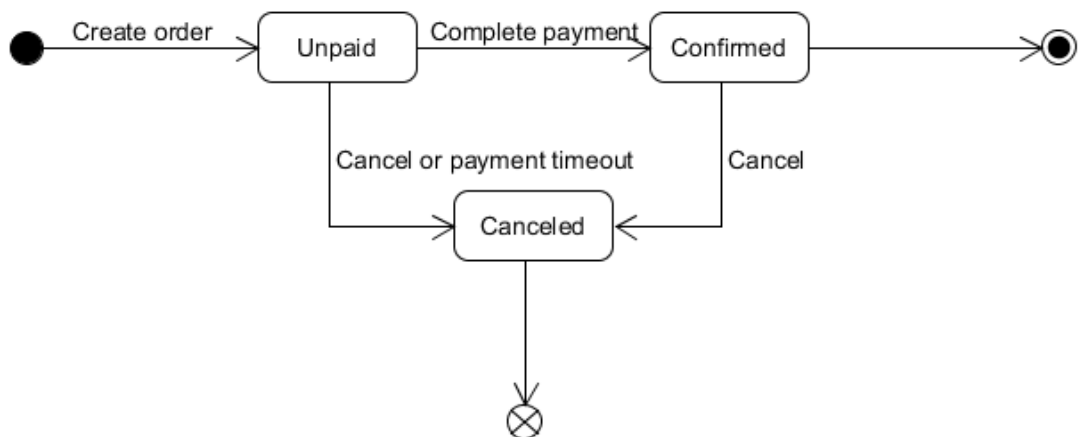 Create order
Unpaid
Complete payment
Confirmed
Cancel or payment timeout
Cancel
Canceled